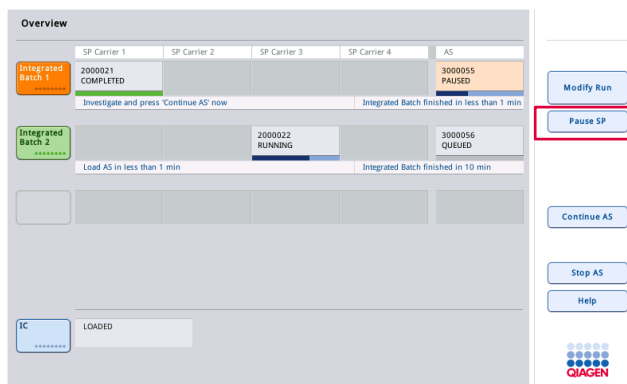 Overview
SP Carrier 1 SP Carrier 2 SP Carrier 3 SP Carrier 4 AS
Integrated
Batch 1
2000021
COMPLETED
3000055
PAUSED
Investigate and press 'Continue AS' now
Integrated Batch finished in less than 1 min
Integrated
Batch 2
2000022
RUNNING
3000056
QUEUED
Load AS in less than 1 min
Integrated Batch finished in 10 min
IC
LOADED
Modify Run
Pause SP
Continue AS
Stop AS
Help
QIAGEN